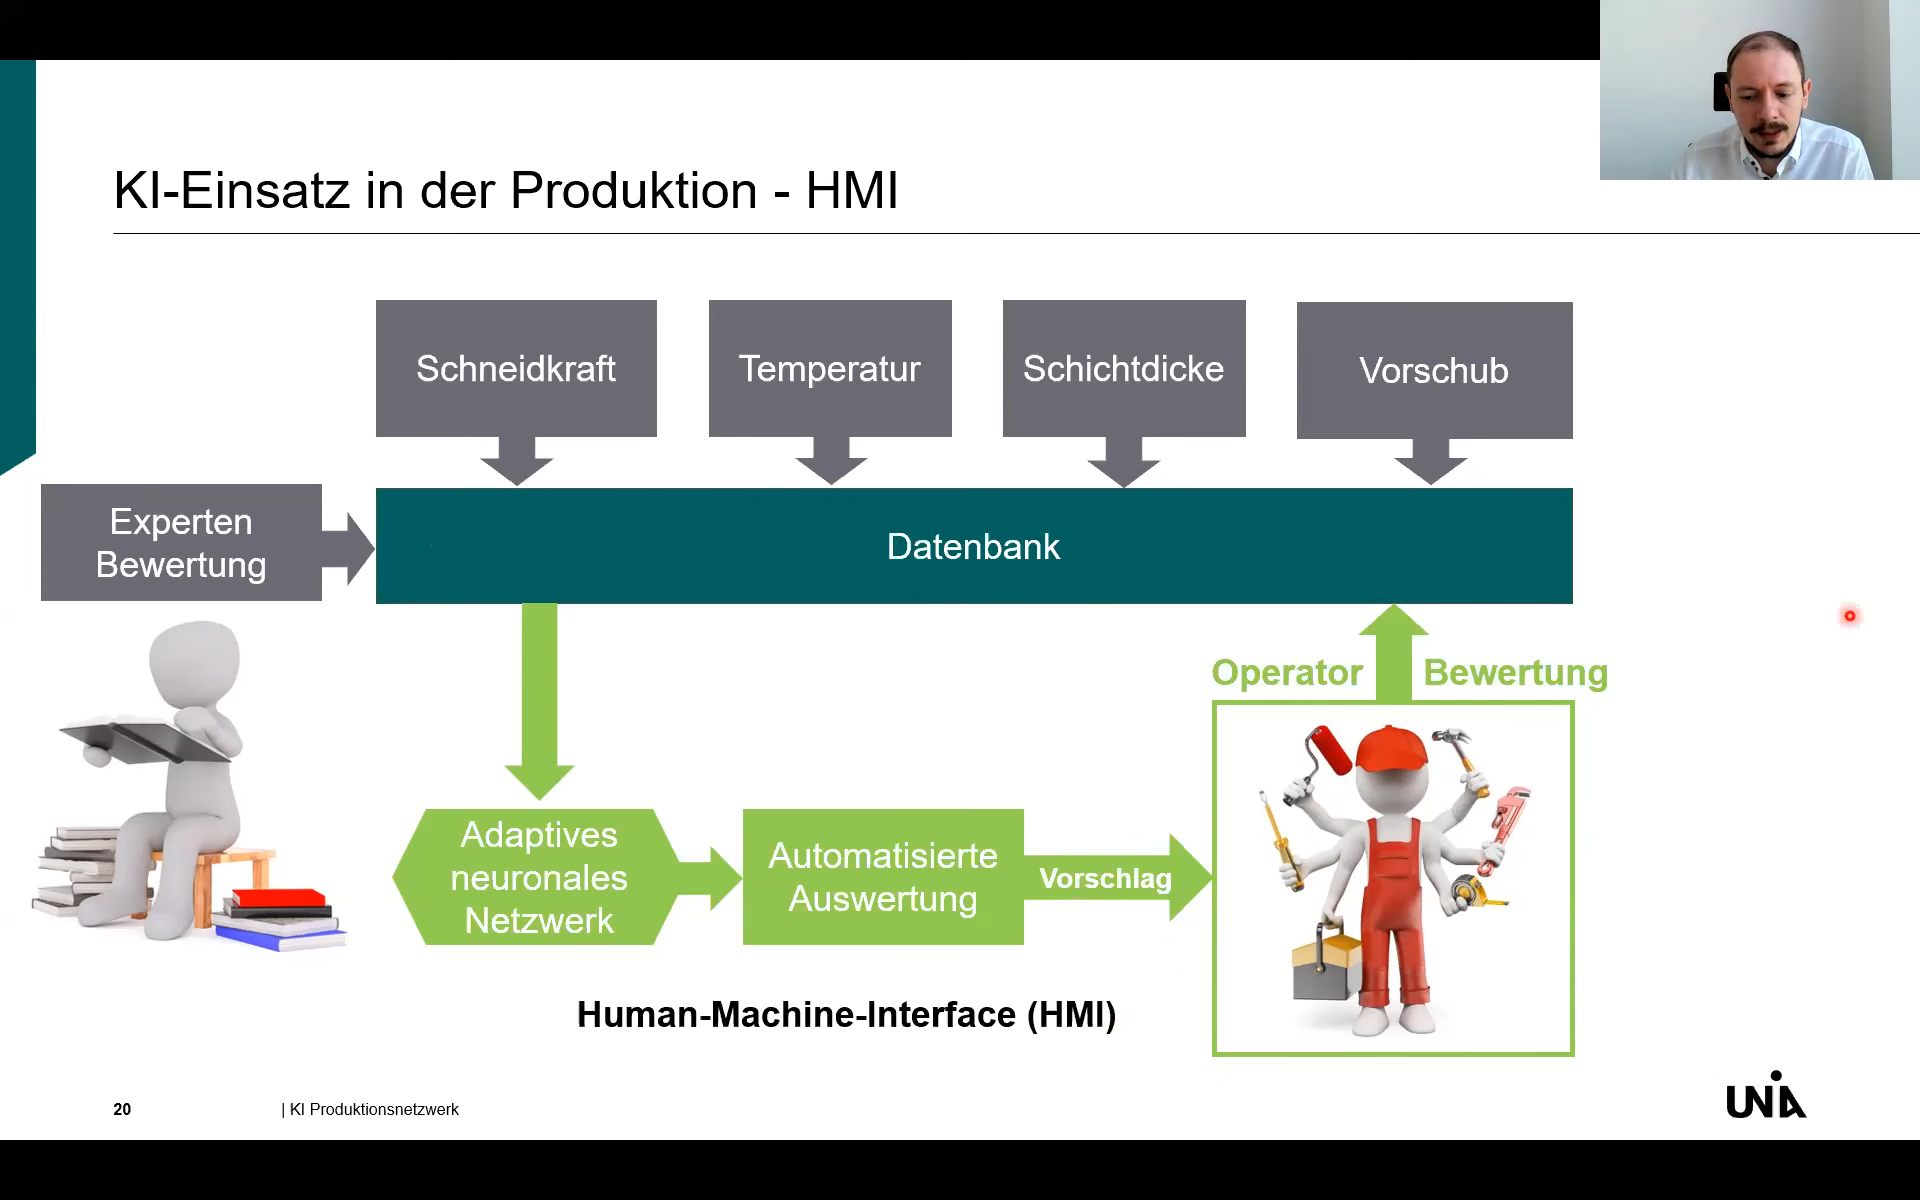 KI-Einsatz in der Produktion - HMI
Schneidkraft
Temperatur
Schichtdicke
Vorschub
Experten
Bewertung
Datenbank
Operator Bewertung
Adaptives
neuronales
Netzwerk
Automatisierte
Auswertung
Vorschlag
Human-Machine-Interface (HMI)
20
| KI Produktionsnetzwerk
UNIA